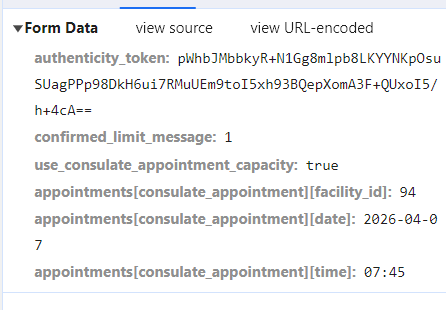 ▼Form Data view source view URL-encoded
authenticity_token: pWhbJMbbkyR+N1Gg8mlpb8LKYYNKpOsu
SUagPPp98DkH6ui7RMuUEm9toI5xh93BQepXomA3F+QUxoI5/
h+4cA==
confirmed_limit_message: 1
use_consulate_appointment_capacity: true
appointments[consulate_appointment][facility_id]: 94
appointments[consulate_appointment][date]: 2026-04-0
7
appointments[consulate_appointment][time]: 07:45